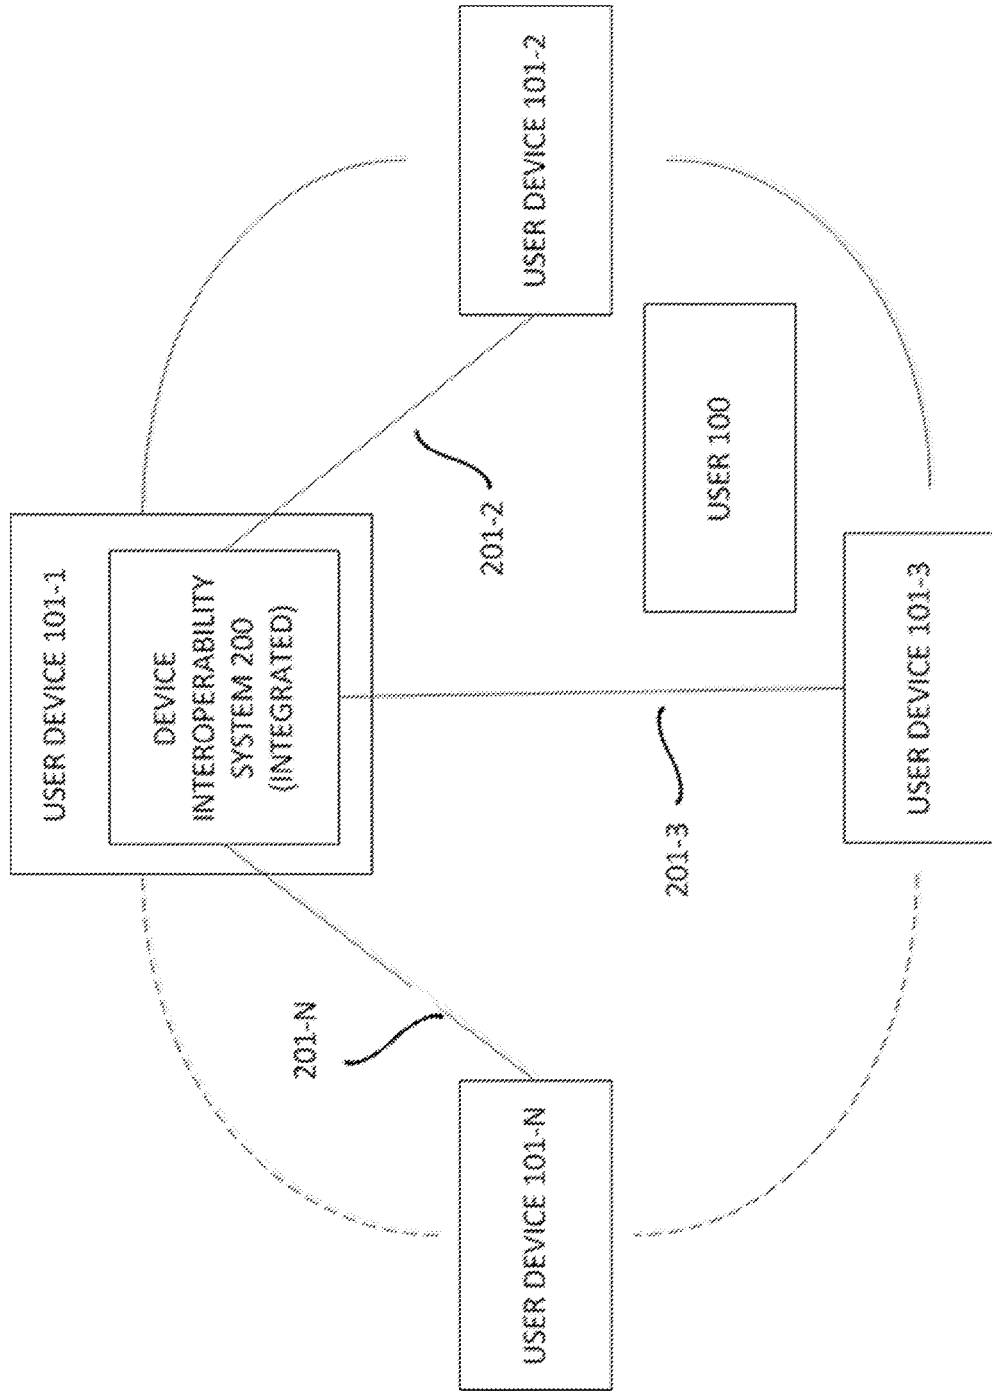 USER DEVICE 101-1
DEVICE
INTEROPERABILITY
SYSTEM 200
(INTEGRATED)
201-N
201-2
USER DEVICE 101-N
USER DEVICE 101-2
201-3
USER 100
USER DEVICE 101-3